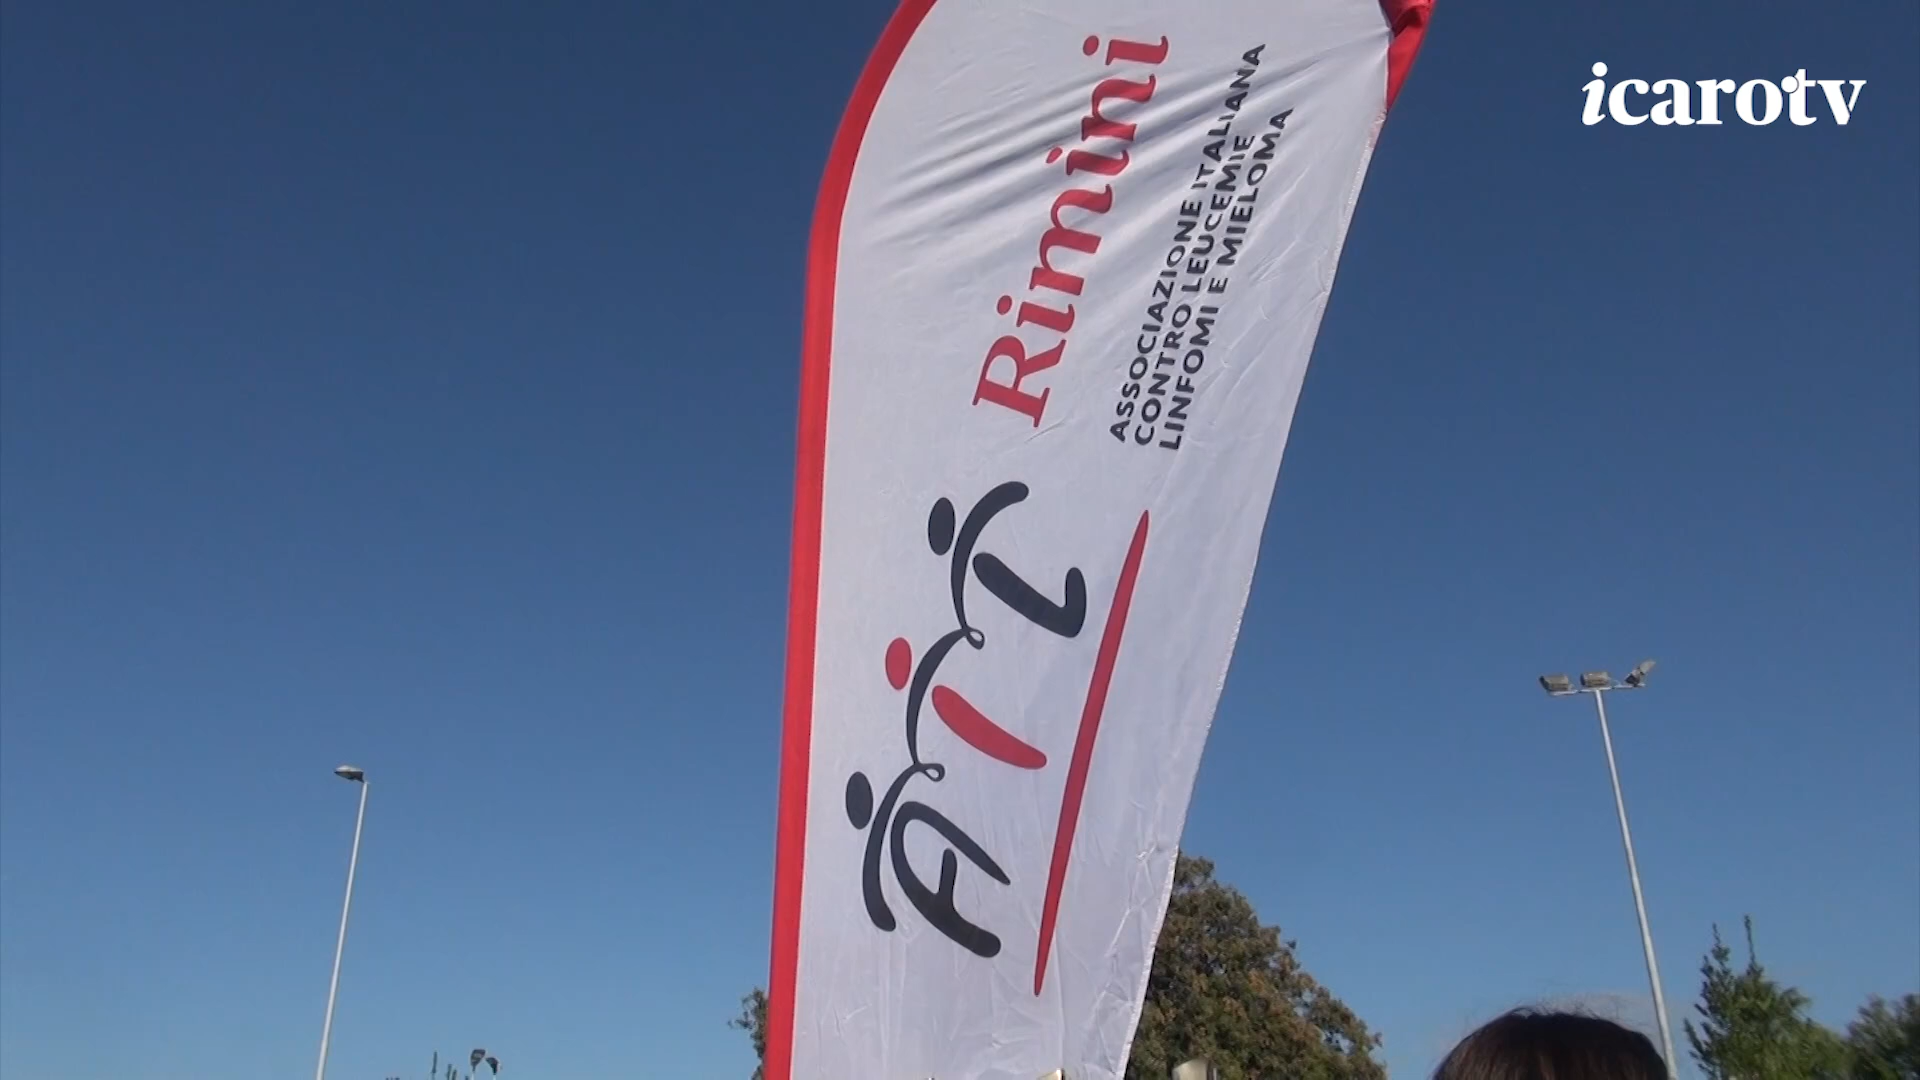 icarotv
AIL Rimini
ASSOCIAZIONE ITALIANA
CONTRO LEUCEMIE
LINFOMI E MIELOMA